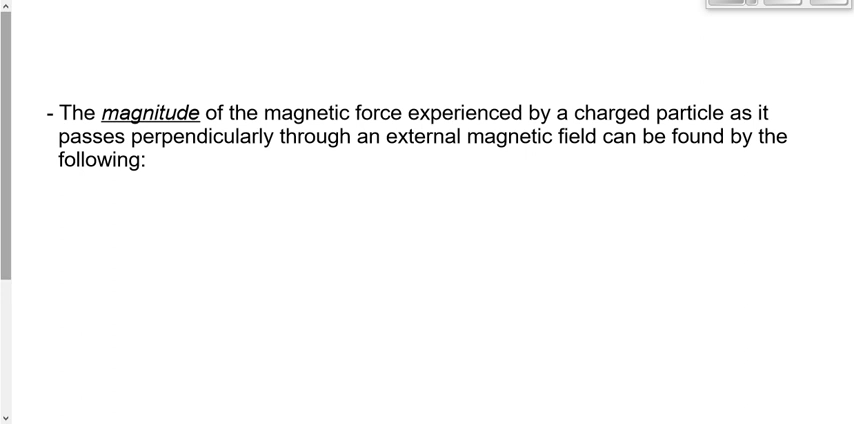 - The magnitude of the magnetic force experienced by a charged particle as it
passes perpendicularly through an external magnetic field can be found by the
following: